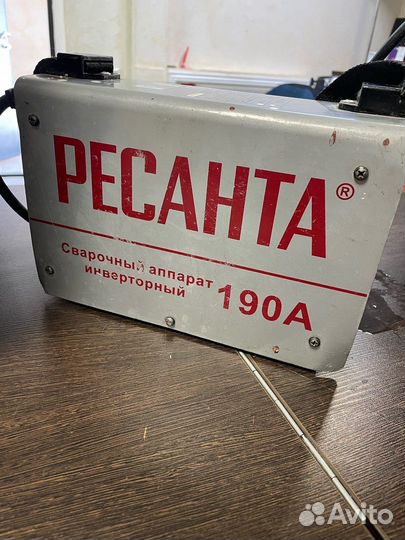 РЕСАНТА®
Сварочный аппарат
инверторный 190А
Avito